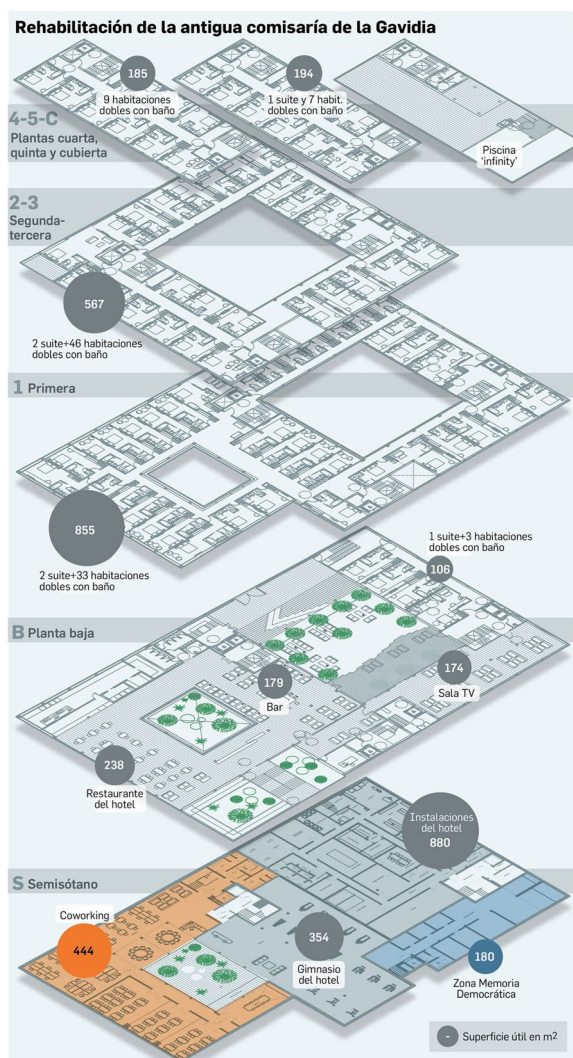 Rehabilitación de la antigua comisaría de la Gavidia
185
9 habitaciones
dobles con baño
194
1 suite y 7 habit.
dobles con baño
4-5-C
Plantas cuarta,
quinta y cubierta
Piscina
‘infinity’
2-3
Segunda-
tercera
567
2 suite+46 habitaciones
dobles con baño
1 Primera
855
2 suite+33 habitaciones
dobles con baño
1 suite+3 habitaciones
dobles con baño
106
B Planta baja
179
Bar
174
Sala TV
238
Restaurante
del hotel
Instalaciones
del hotel
880
S Semisótano
Coworking
444
354
Gimnasio
del hotel
180
Zona Memoria
Democrática
- Superficie útil en m2